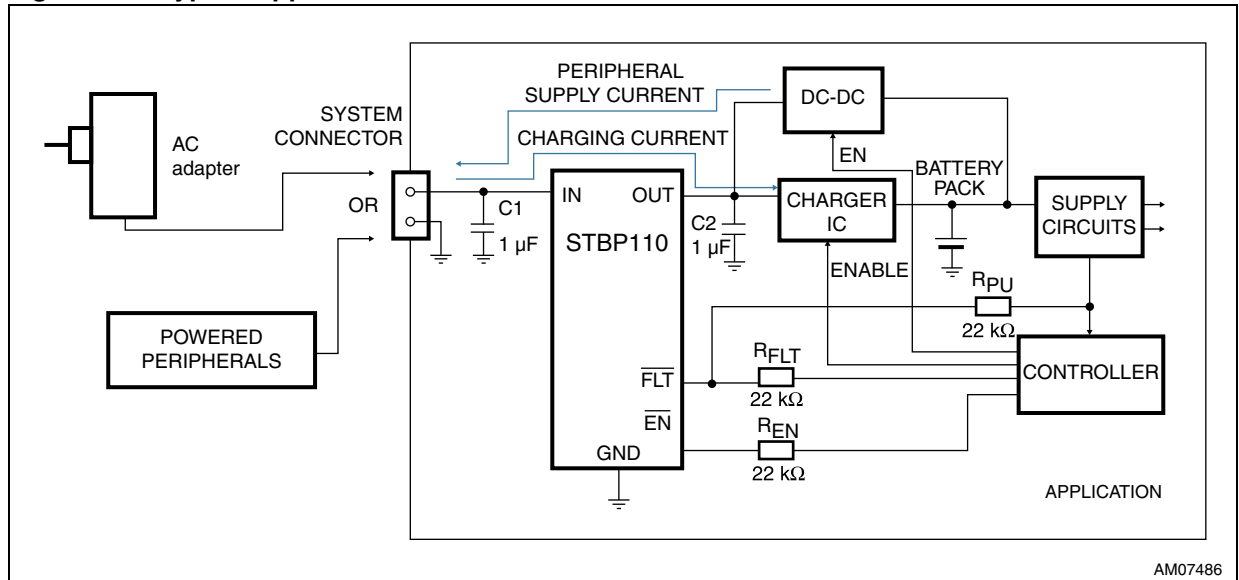 AC
adapter
SYSTEM
CONNECTOR
PERIPHERAL
SUPPLY CURRENT
CHARGING CURRENT
DC-DC
EN
BATTERY
PACK
OR
C1
1 µF
IN
OUT
STBP110
C2
1 µF
CHARGER
IC
SUPPLY
CIRCUITS
ENABLE
RPU
22 kΩ
POWERED
PERIPHERALS
FLT
RFLT
22 kΩ
CONTROLLER
EN
REN
22 kΩ
GND
APPLICATION
AM07486